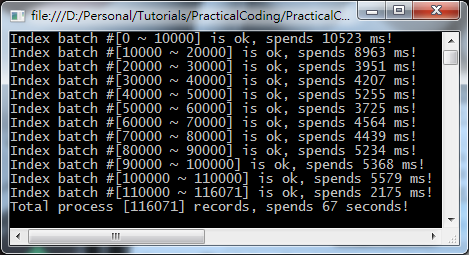 file:///D:/Personal/Tutorials/PracticalCoding/PracticalC...
Index batch #[0 ~ 10000] is ok, spends 10523 ms!
Index batch #[10000 ~ 20000] is ok, spends 8963 ms!
Index batch #[20000 ~ 30000] is ok, spends 3951 ms!
Index batch #[30000 ~ 40000] is ok, spends 4207 ms!
Index batch #[40000 ~ 50000] is ok, spends 5255 ms!
Index batch #[50000 ~ 60000] is ok, spends 3725 ms!
Index batch #[60000 ~ 70000] is ok, spends 4564 ms!
Index batch #[70000 ~ 80000] is ok, spends 4439 ms!
Index batch #[80000 ~ 90000] is ok, spends 5234 ms!
Index batch #[90000 ~ 100000] is ok, spends 5368 ms!
Index batch #[100000 ~ 110000] is ok, spends 5579 ms!
Index batch #[110000 ~ 116071] is ok, spends 2175 ms!
Total process [116071] records, spends 67 seconds!